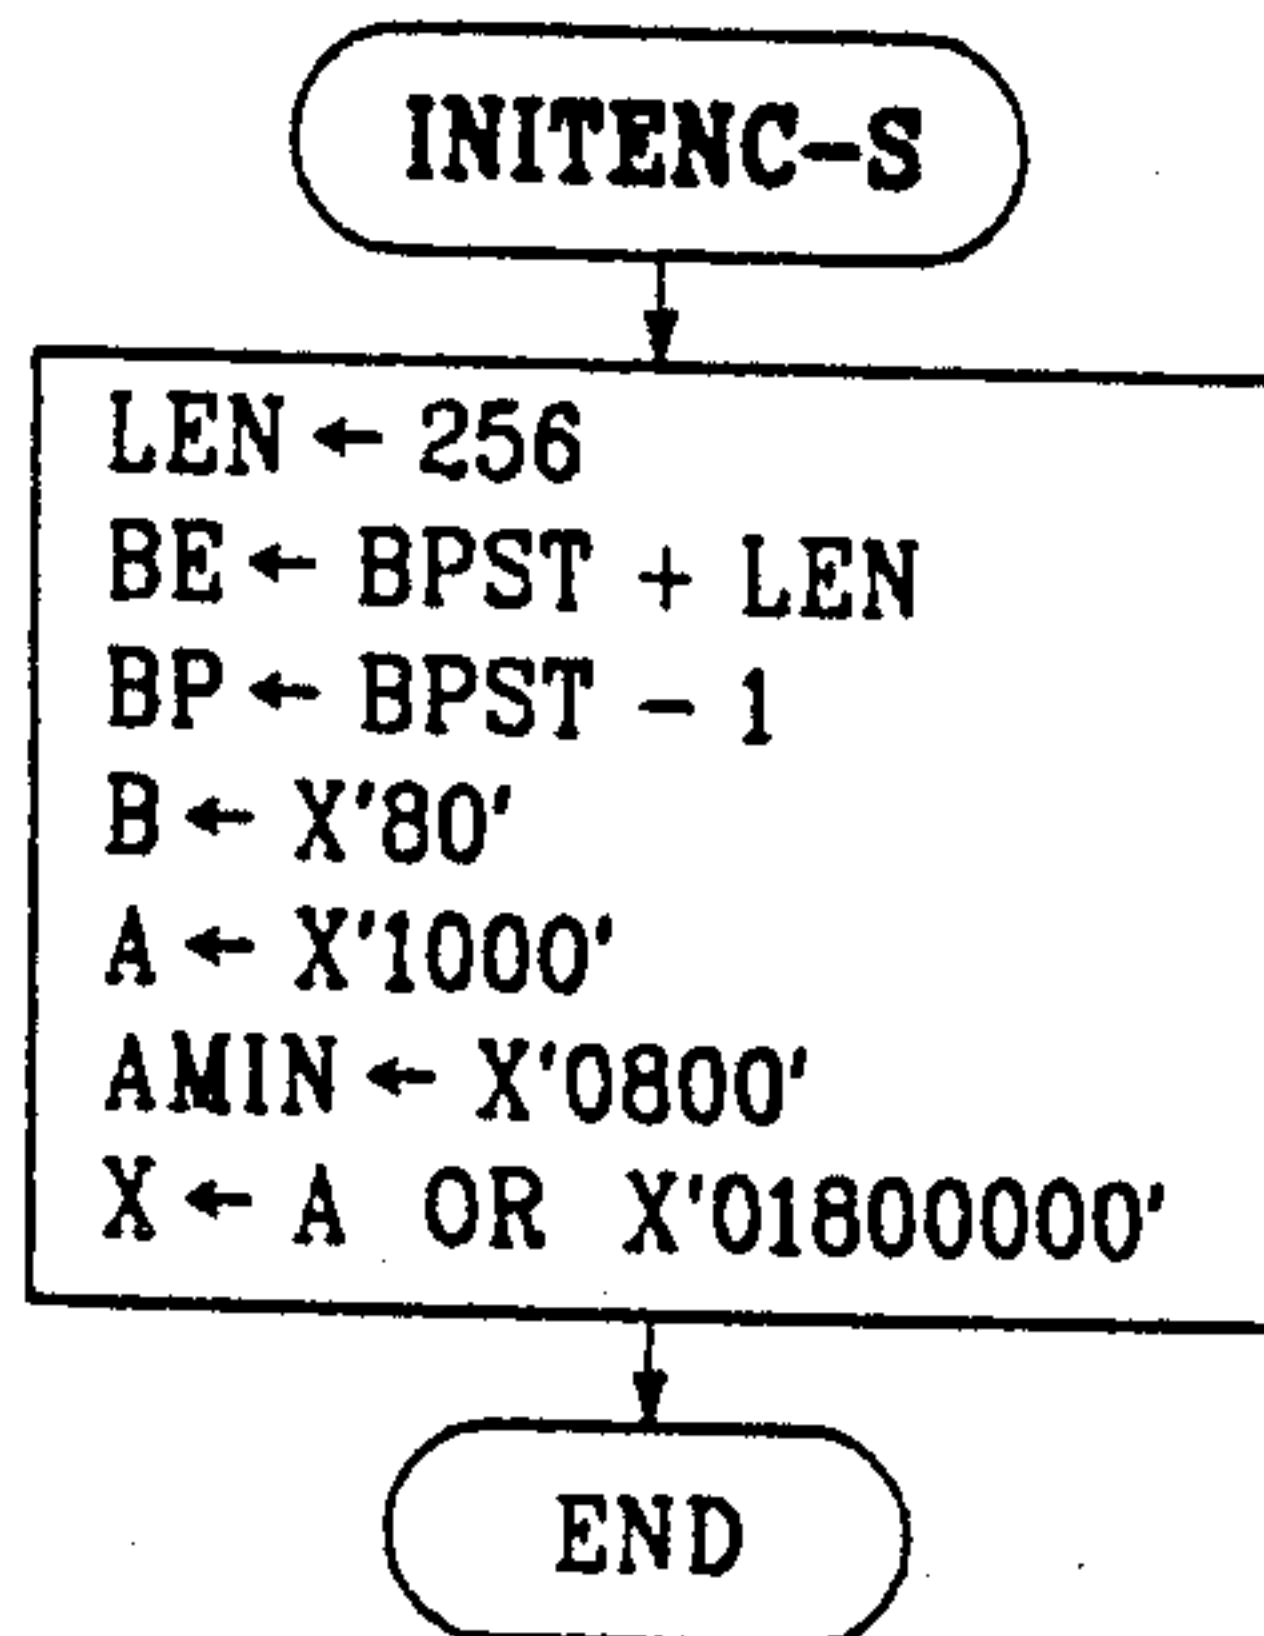 INITENC-S
LEN ← 256
BE ← BPST + LEN
BP ← BPST - 1
B ← X'80'
A ← X'1000'
AMIN ← X'0800'
X ← A OR X'01800000'
END